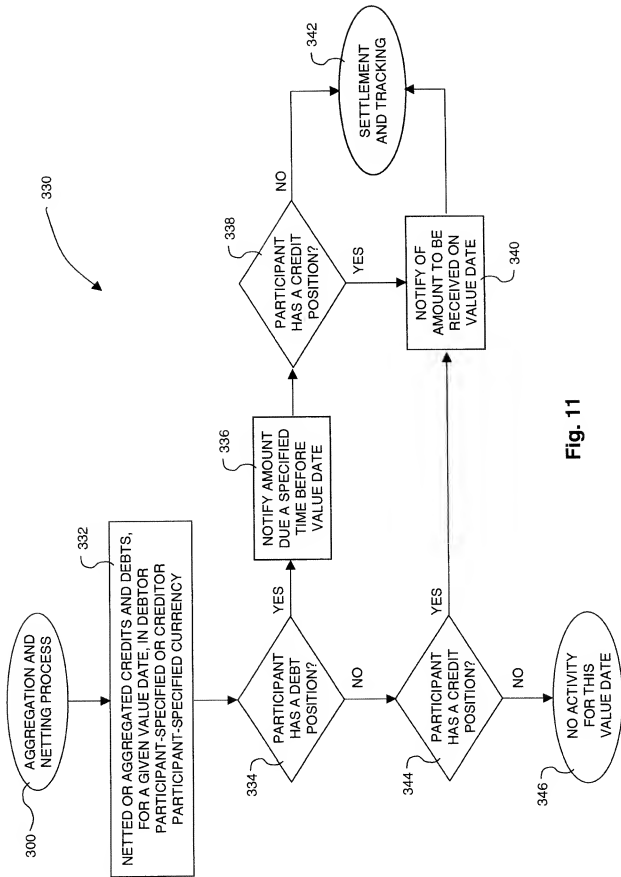 330
300
AGGREGATION AND
NETTING PROCESS
332
NETTED OR AGGREGATED CREDITS AND DEBTS,
FOR A GIVEN VALUE DATE, IN DEBTOR
PARTICIPANT-SPECIFIED OR CREDITOR
PARTICIPANT-SPECIFIED CURRENCY
334
PARTICIPANT
HAS A DEBT
POSITION?
YES
NO
336
NOTIFY AMOUNT
DUE A SPECIFIED
TIME BEFORE
VALUE DATE
338
PARTICIPANT
HAS A CREDIT
POSITION?
NO
YES
342
SETTLEMENT
AND TRACKING
344
PARTICIPANT
HAS A CREDIT
POSITION?
YES
NO
NOTIFY OF
AMOUNT TO BE
RECEIVED ON
VALUE DATE
340
346
NO ACTIVITY
FOR THIS
VALUE DATE
Fig. 11